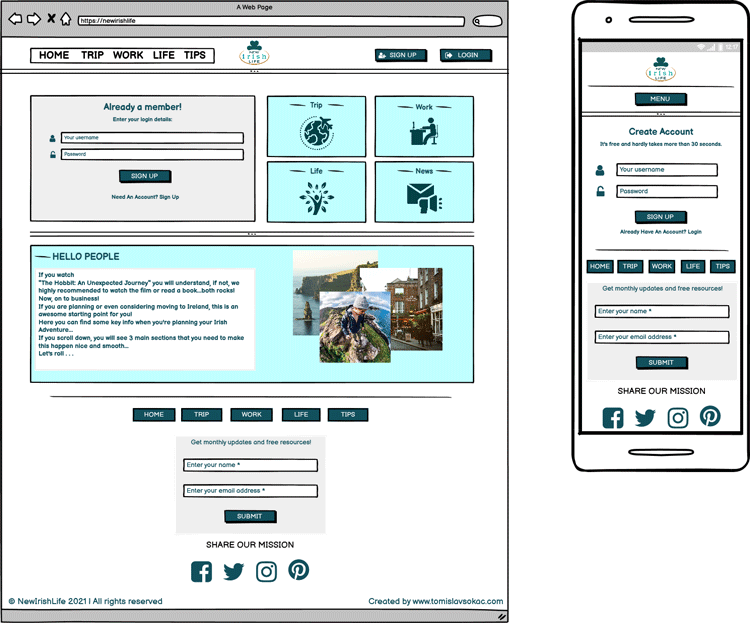 A Web Page
https://newirishlife
HOME TRIP WORK LIFE TIPS
NEW
Irish
LIFE
SIGN UP
LOGIN
Already a member!
Enter your login details:
Your username
Password
SIGN UP
Need An Account? Sign Up
Trip
Work
Life
News
HELLO PEOPLE
If you watch
"The Hobbit: An Unexpected Journey" you will understand, if not, we
highly recommended to watch the film or read a book...both rocks!
Now, on to business!
If you are planning or even considering moving to Ireland, this is an
awesome starting point for you!
Here you can find some key info when you're planning your Irish
Adventure...
If you scroll down, you will see 3 main sections that you need to make
this happen nice and smooth...
Let's roll . . .
HOME TRIP WORK LIFE TIPS
Get monthly updates and free resources!
Enter your name *
Enter your email address *
SUBMIT
SHARE OUR MISSION
© NewIrishLife 2021 | All rights reserved
Created by www.tomislavsokac.com
12:17
NEW
Irish
LIFE
MENU
Create Account
It's free and hardly takes more than 30 seconds.
Your username
Password
SIGN UP
Already Have An Account? Login
HOME TRIP WORK LIFE TIPS
Get monthly updates and free resources!
Enter your name *
Enter your email address *
SUBMIT
SHARE OUR MISSION